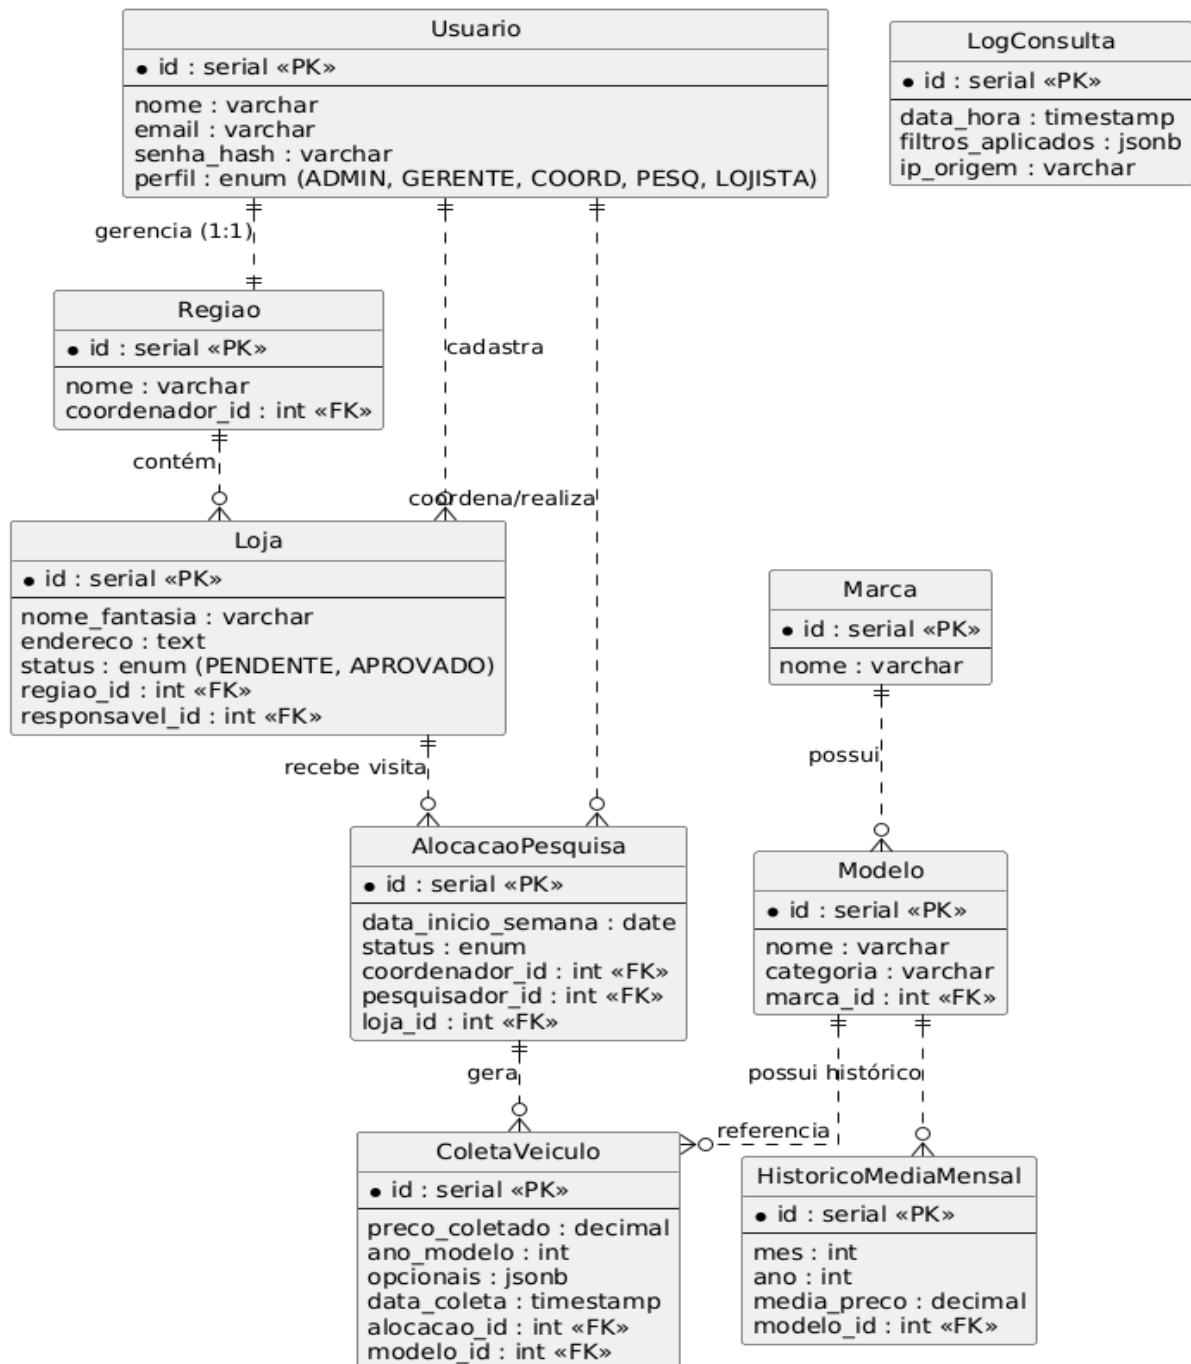 Usuario
id : serial «PK»
nome : varchar
email : varchar
senha_hash : varchar
perfil : enum (ADMIN, GERENTE, COORD, PESQ, LOJISTA)
LogConsulta
id : serial «PK»
data_hora : timestamp
filtros_aplicados : jsonb
ip_origem : varchar
gerencia (1:1)
Regiao
id : serial «PK»
nome : varchar
coordenador_id : int «FK»
cadastra
contém
coordena/realiza
Loja
id : serial «PK»
nome_fantasia : varchar
endereco : text
status : enum (PENDENTE, APROVADO)
regiao_id : int «FK»
responsavel_id : int «FK»
Marca
id : serial «PK»
nome : varchar
recebe visita
possui
AlocacaoPesquisa
id : serial «PK»
data_inicio_semana : date
status : enum
coordenador_id : int «FK»
pesquisador_id : int «FK»
loja_id : int «FK»
Modelo
id : serial «PK»
nome : varchar
categoria : varchar
marca_id : int «FK»
gera
possui histórico
referencia
ColetaVeiculo
id : serial «PK»
preco_coletado : decimal
ano_modelo : int
opcionais : jsonb
data_coleta : timestamp
alocacao_id : int «FK»
modelo_id : int «FK»
HistoricoMediaMensal
id : serial «PK»
mes : int
ano : int
media_preco : decimal
modelo_id : int «FK»